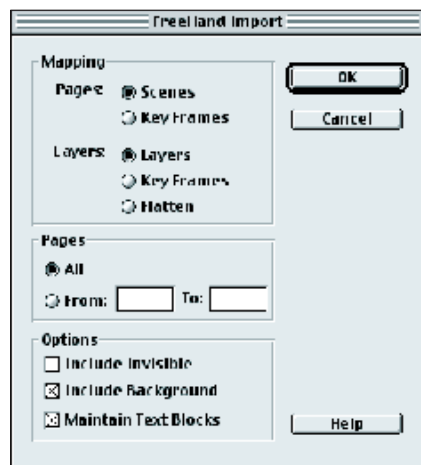 FreeHand Import
Mapping
Pages: Scenes
Key Frames
Layers: Layers
Key Frames
Flatten
Pages
All
From: To:
Options
Include Invisible
Include Background
Maintain Text Blocks
OK
Cancel
Help